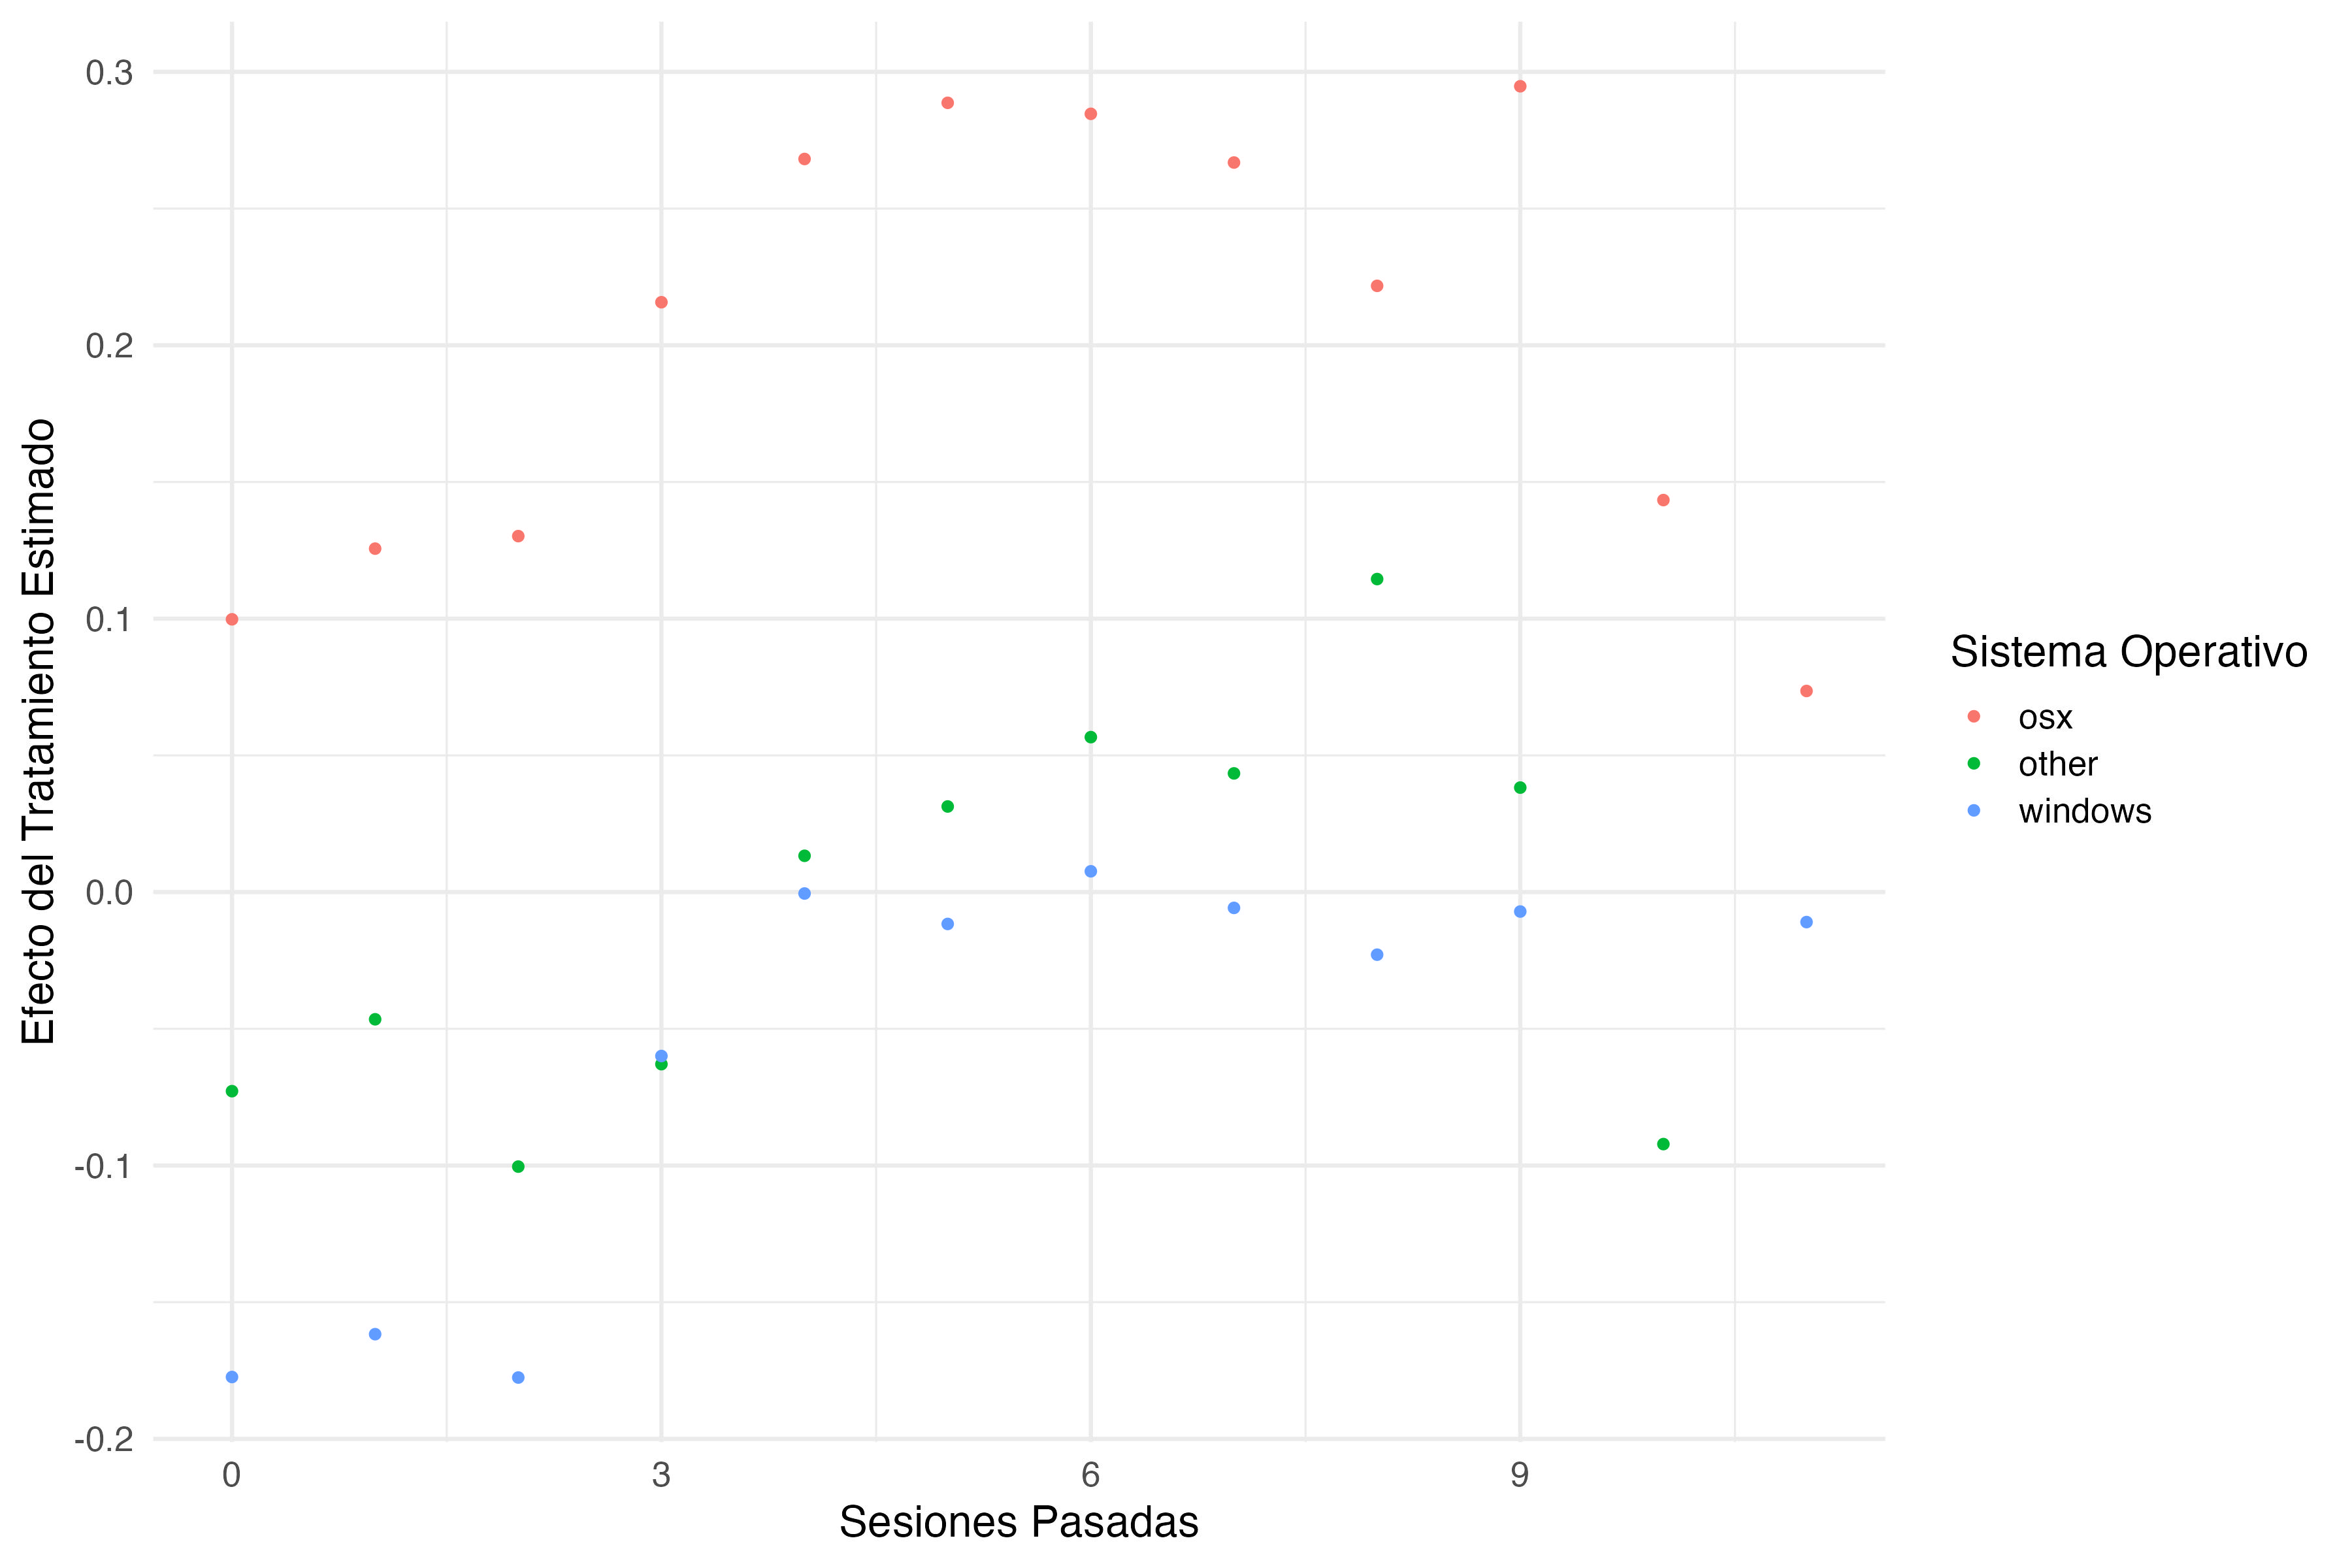 0.3
0.2
0.1
0.0
-0.1
-0.2
Efecto del Tratamiento Estimado
0
3
6
9
Sesiones Pasadas
Sistema Operativo
osx
other
windows